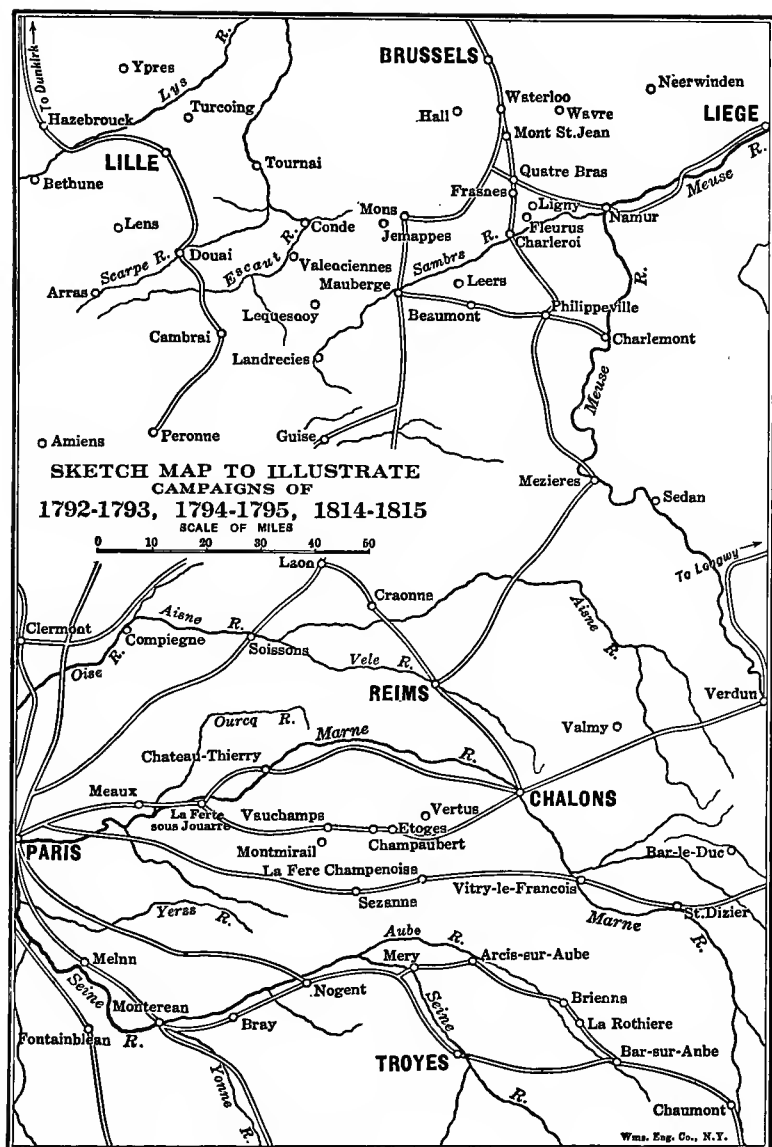 To Dunkirk
Ypres
Lys R.
BRUSSELS
Neerwinden
Turcoing
Hall
Waterloo
Wavre
Hazebrouck
Mont St. Jean
LIEGE
LILLE
Tournai
Quatre Bras
Meuse R.
Bethune
Frasnes
Ligny
Namur
Lens
Conde
Mons
Fleurus
Jemappes
Charleroi
Scarpe R.
Douai
Escaut R.
Valenciennes
Sambre R.
Leers
R.
Arras
Mauberge
Lequesnoy
Beaumont
Philippeville
Cambrai
Charlemont
Landrecies
Meuse
Amiens
Peronne
Guise
SKETCH MAP TO ILLUSTRATE
CAMPAIGNS OF
1792-1793, 1794-1795, 1814-1815
SCALE OF MILES
0 10 20 30 40 50
Mezieres
Sedan
Laon
To Longwy
Craonne
Clermont
Aisne R.
Compiegne
Aisne R.
Soissons
Oise R.
Vele R.
REIMS
Verdun
Ourcq R.
Valmy
Marne R.
Chateau-Thierry
Meaux
La Ferte
sous Jouarre
Vauchamps
Vertus
CHALONS
Etoges
Champaubert
PARIS
Montmirail
Bar-le-Duc
La Fere Champenoise
Vitry-le-Francois
Sezanne
St. Dizier
Yerss R.
Marne R.
Aube R.
Melnn
Mery
Arcis-sur-Aube
Seine R.
Nogent
Brienna
Monterean
Bray
Seine R.
La Rothiere
Fontainblean
TROYES
Bar-sur-Anbe
Yonne R.
Chaumont
Wms. Eng. Co., N.Y.